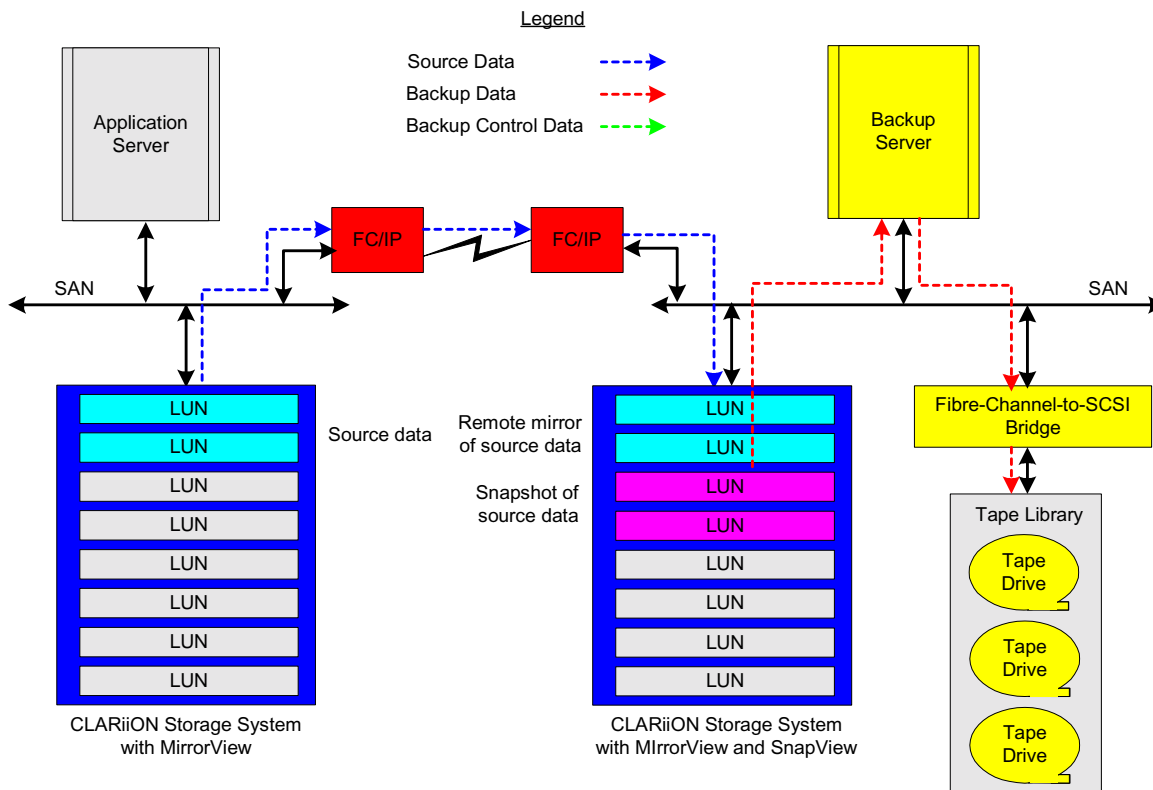 Legend
Source Data
Backup Data
Backup Control Data
Application
Server
Backup
Server
FC/IP
FC/IP
SAN
SAN
LUN
LUN
LUN
LUN
LUN
LUN
LUN
LUN
Source data
Remote mirror
of source data
Snapshot of
source data
LUN
LUN
LUN
LUN
LUN
LUN
LUN
LUN
Fibre-Channel-to-SCSI
Bridge
Tape Library
Tape
Drive
Tape
Drive
Tape
Drive
CLARiiON Storage System
with MirrorView
CLARiiON Storage System
with MIrrorView and SnapView